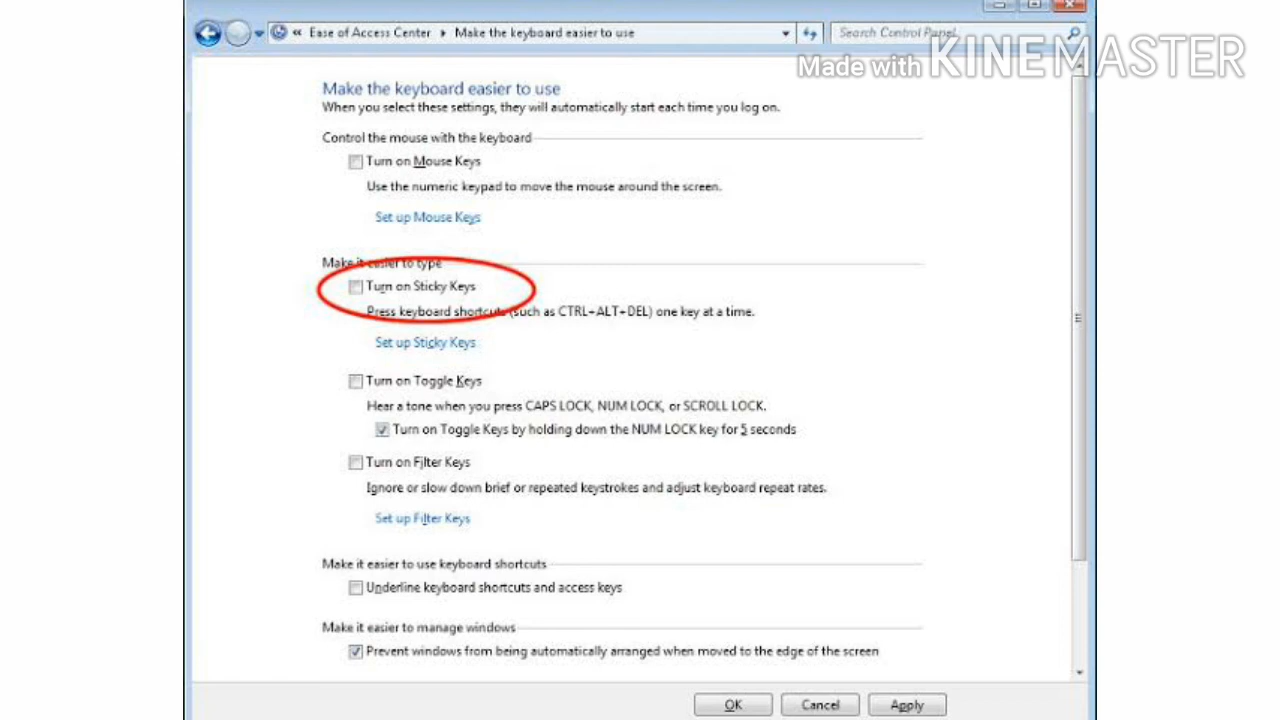 « Ease of Access Center ▸ Make the keyboard easier to use
Search Control Panel
Made with KINEMASTER
Make the keyboard easier to use
When you select these settings, they will automatically start each time you log on.
Control the mouse with the keyboard
Turn on Mouse Keys
Use the numeric keypad to move the mouse around the screen.
Set up Mouse Keys
Make it easier to type
Turn on Sticky Keys
Press keyboard shortcuts (such as CTRL+ALT+DEL) one key at a time.
Set up Sticky Keys
Turn on Toggle Keys
Hear a tone when you press CAPS LOCK, NUM LOCK, or SCROLL LOCK.
Turn on Toggle Keys by holding down the NUM LOCK key for 5 seconds
Turn on Filter Keys
Ignore or slow down brief or repeated keystrokes and adjust keyboard repeat rates.
Set up Filter Keys
Make it easier to use keyboard shortcuts
Underline keyboard shortcuts and access keys
Make it easier to manage windows
Prevent windows from being automatically arranged when moved to the edge of the screen
OK Cancel Apply